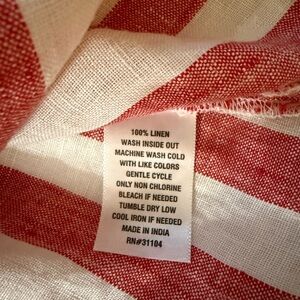 100% LINEN
WASH INSIDE OUT
MACHINE WASH COLD
WITH LIKE COLORS
GENTLE CYCLE
ONLY NON CHLORINE
BLEACH IF NEEDED
TUMBLE DRY LOW
COOL IRON IF NEEDED
MADE IN INDIA
RN#31104